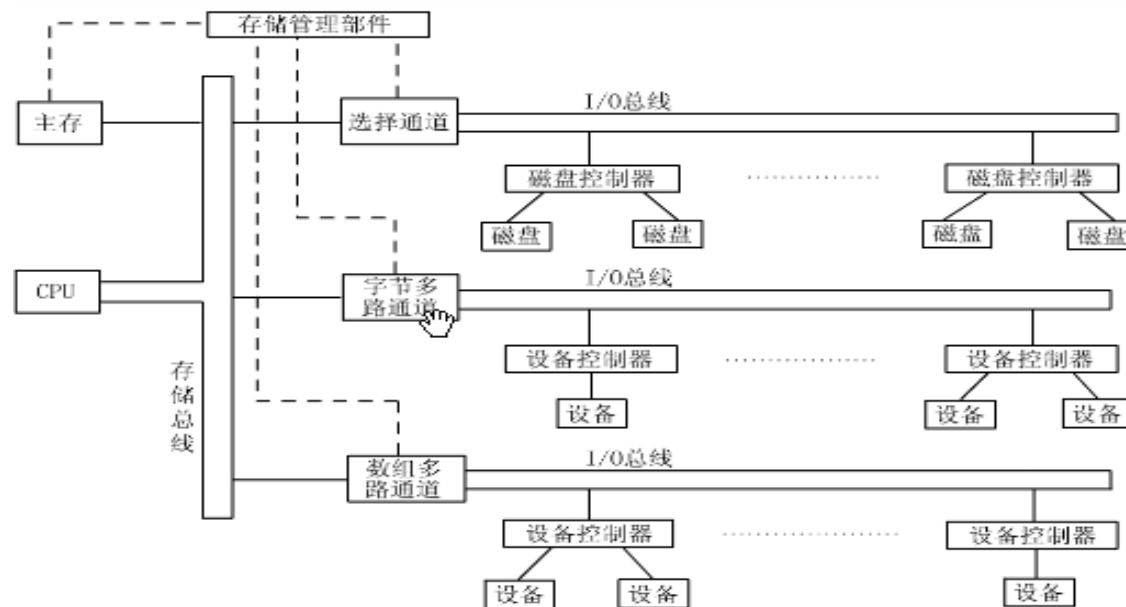 存储管理部件
I/O总线
主存
选择通道
磁盘控制器
磁盘控制器
磁盘
磁盘
磁盘
磁盘
I/O总线
CPU
字节多
路通道
设备控制器
设备控制器
存储总线
设备
设备
设备
I/O总线
数组多
路通道
设备控制器
设备控制器
设备
设备
设备